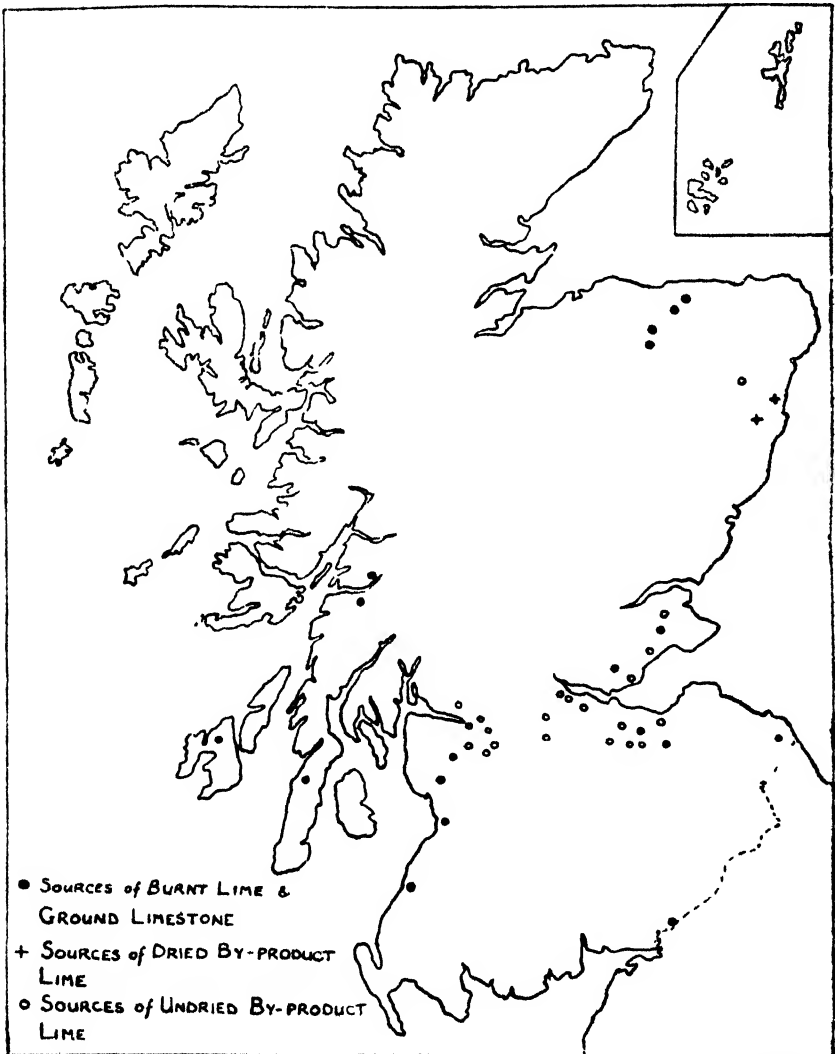 ● Sources of Burnt Lime &
Ground Limestone
+ Sources of Dried By-product
Lime
○ Sources of Undried By-product
Lime